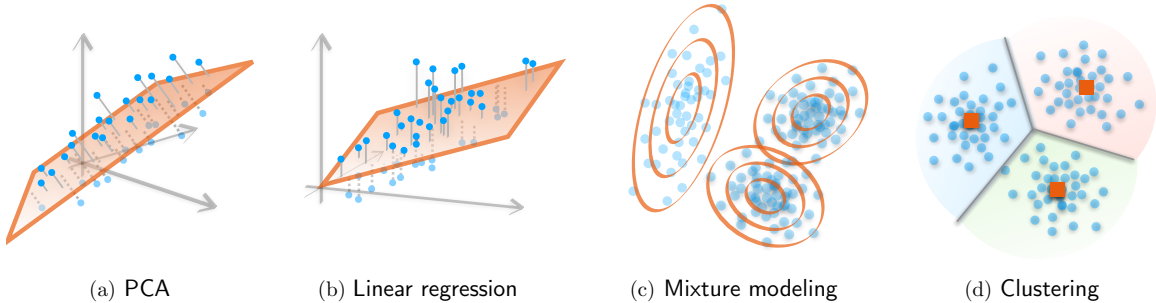 (a) PCA
(b) Linear regression
(c) Mixture modeling
(d) Clustering